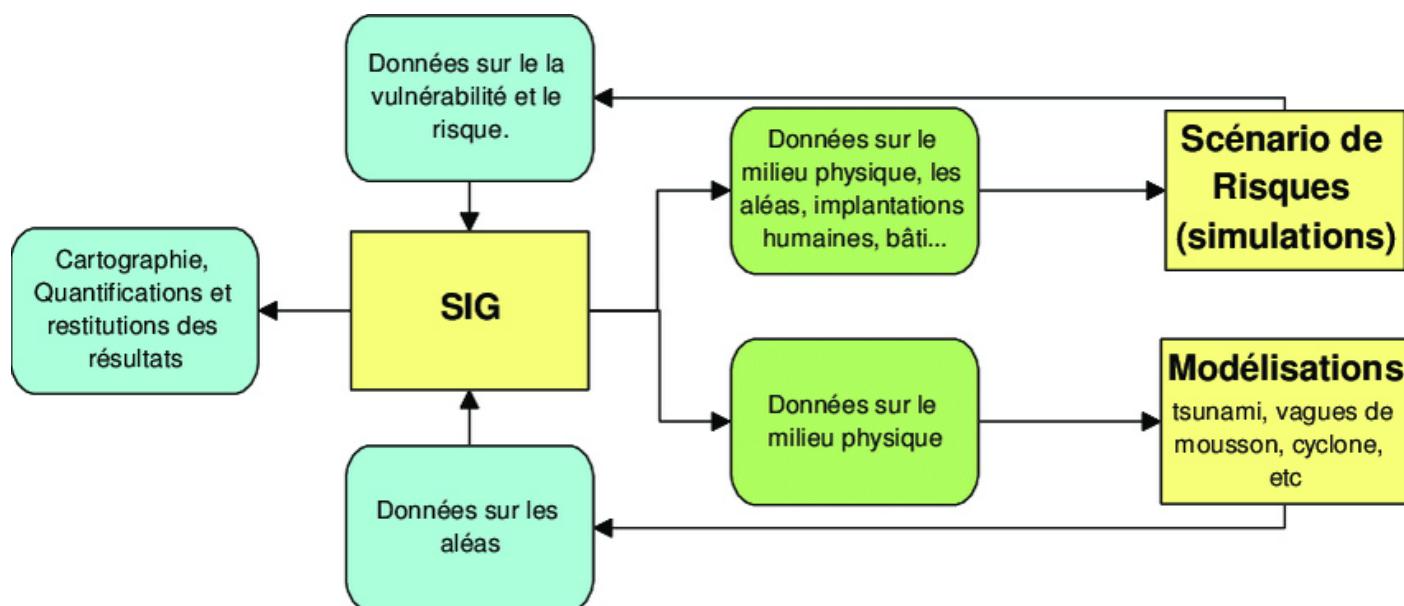 Données sur le la
vulnérabilité et le
risque.
Données sur le
milieu physique, les
aléas, implantations
humaines, bâti...
Scénario de
Risques
(simulations)
Cartographie,
Quantifications et
restitutions des
résultats
SIG
Données sur le
milieu physique
Modélisations
tsunami, vagues de
mousson, cyclone,
etc
Données sur les
aléas